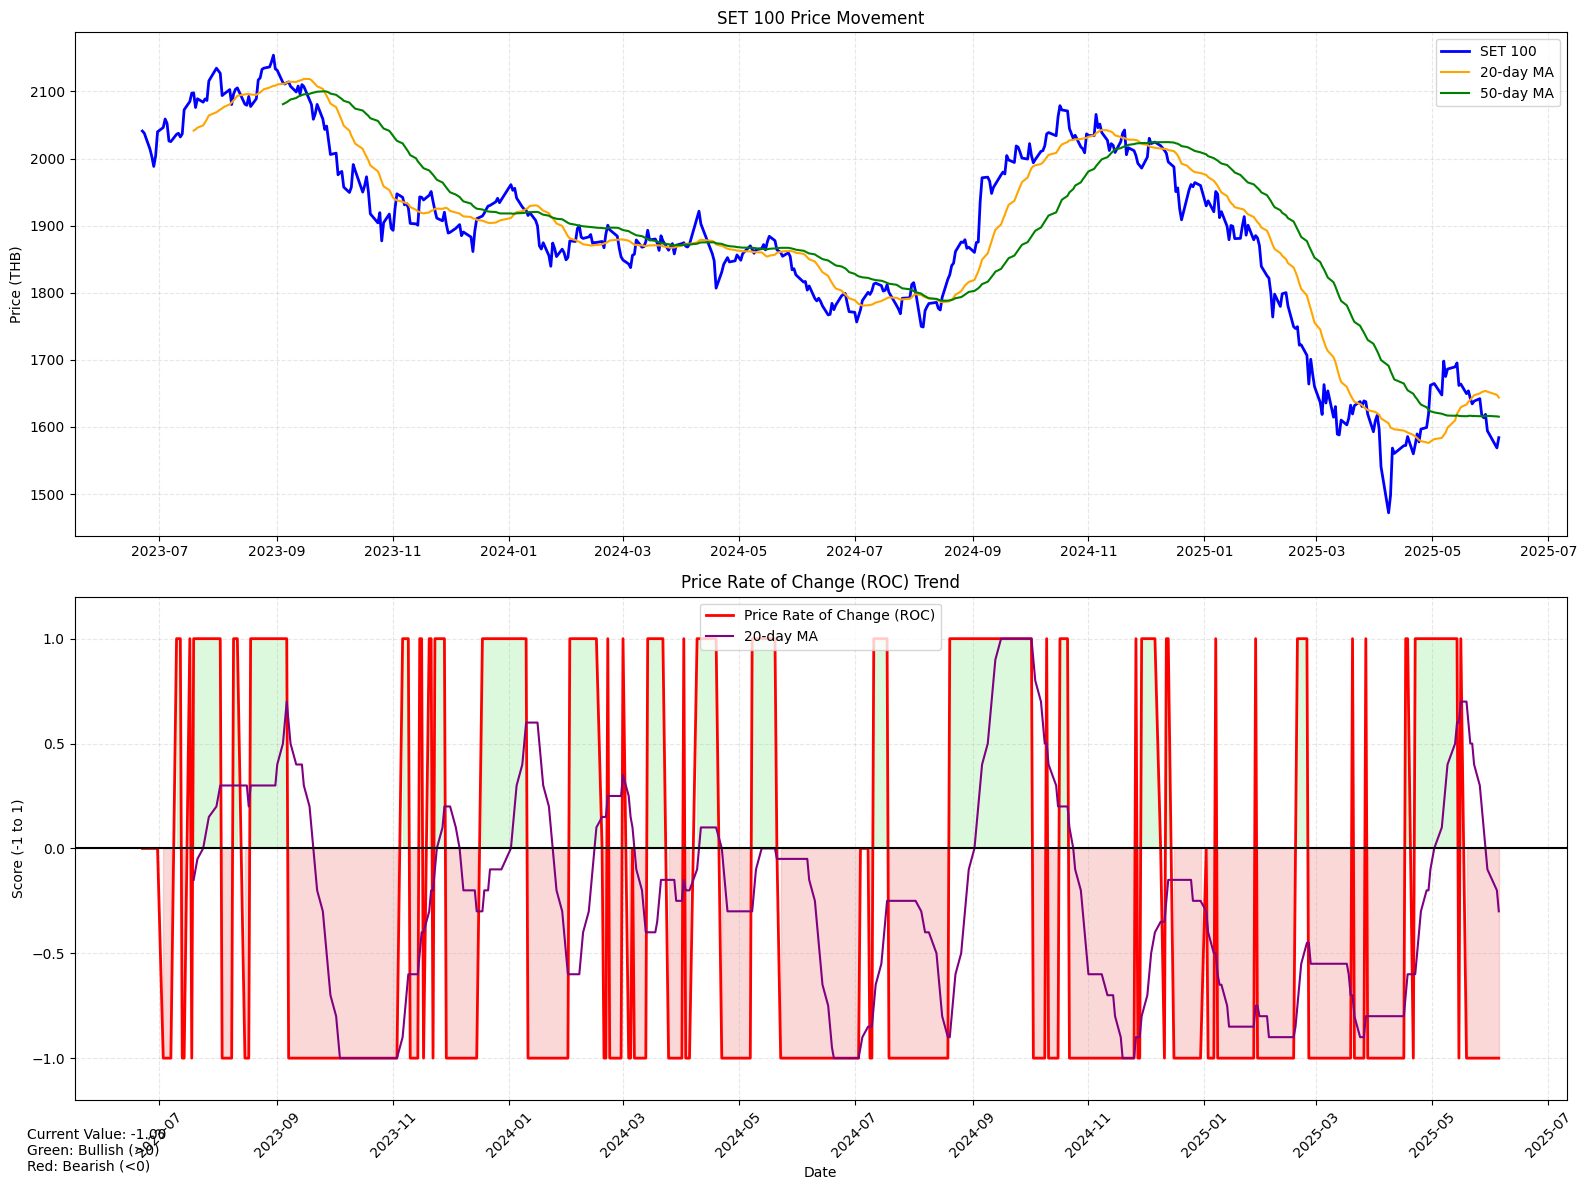 SET 100 Price Movement
SET 100
20-day MA
50-day MA
Price (THB)
2100
2000
1900
1800
1700
1600
1500
2023-07 2023-09 2023-11 2024-01 2024-03 2024-05 2024-07 2024-09 2024-11 2025-01 2025-03 2025-05 2025-07
Price Rate of Change (ROC) Trend
Price Rate of Change (ROC)
20-day MA
Score (-1 to 1)
1.0
0.5
0.0
−0.5
−1.0
2023-07 2023-09 2023-11 2024-01 2024-03 2024-05 2024-07 2024-09 2024-11 2025-01 2025-03 2025-05 2025-07
Date
Current Value: -1.00
Green: Bullish (>0)
Red: Bearish (<0)